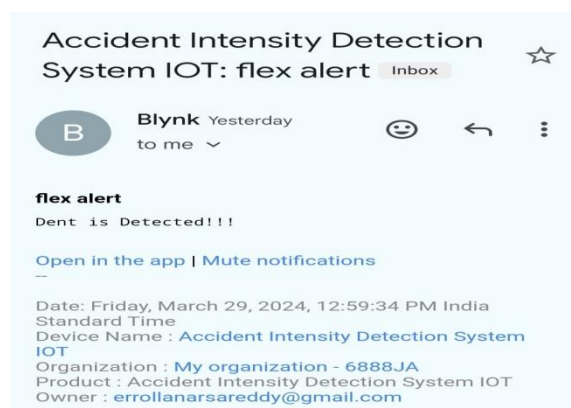 Accident Intensity Detection
System IOT: flex alert Inbox
B
Blynk Yesterday
to me
flex alert
Dent is Detected!!!
Open in the app | Mute notifications
--
Date: Friday, March 29, 2024, 12:59:34 PM India
Standard Time
Device Name : Accident Intensity Detection System
IOT
Organization : My organization - 6888JA
Product : Accident Intensity Detection System IOT
Owner : errollanarsareddy@gmail.com